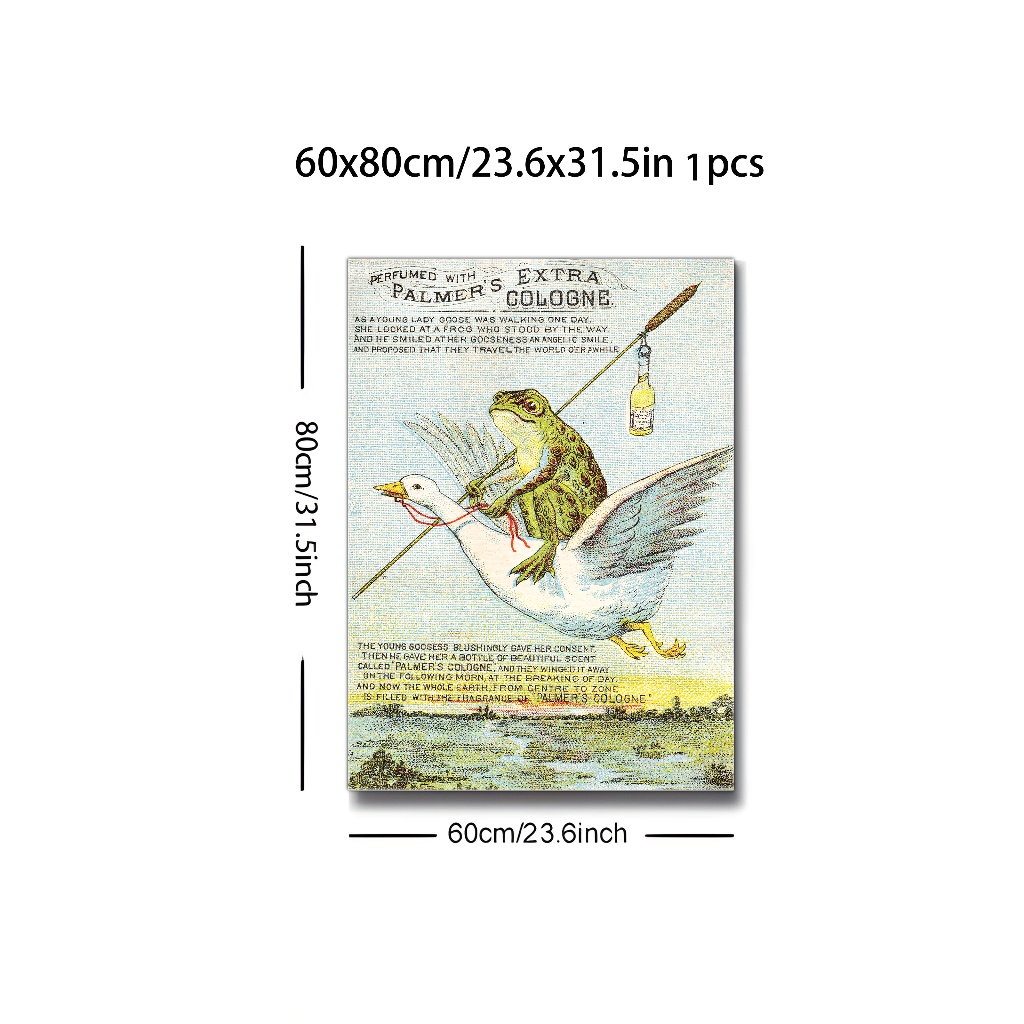 60x80cm/23.6x31.5in 1pcs
PERFUMED WITH
PALMER'S EXTRA
COLOGNE.
AS A YOUNG LADY GOOSE WAS WALKING ONE DAY,
SHE LOOKED AT A FROG WHO STOOD BY THE WAY
AND HE SMILED AT HER GOOSENESS AN ANGELIC SMILE,
AND PROPOSED THAT THEY TRAVEL THE WORLD O'ER AWHILE
80cm/31.5inch
THE YOUNG GOOSESS BLUSHINGLY GAVE HER CONSENT,
THEN HE GAVE HER A BOTTLE OF BEAUTIFUL SCENT
CALLED "PALMER'S COLOGNE", AND THEY WINGED IT AWAY
ON THE FOLLOWING MORN, AT THE BREAKING OF DAY.
AND NOW THE WHOLE EARTH, FROM CENTRE TO ZONE,
IS FILLED WITH THE FRAGRANCE OF "PALMER'S COLOGNE"
60cm/23.6inch